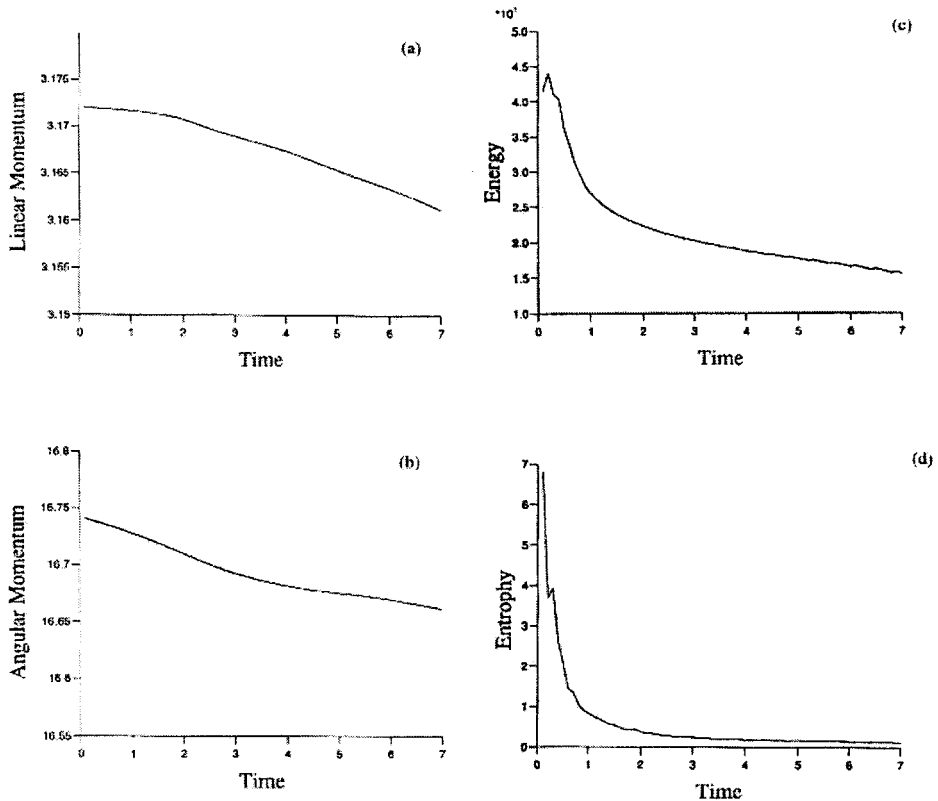 (a)
Linear Momentum
3.175
3.17
3.165
3.16
3.155
3.15
0 1 2 3 4 5 6 7
Time
(c)
5.0
4.5
4.0
3.5
3.0
2.5
2.0
1.5
1.0
Energy
0 1 2 3 4 5 6 7
Time
(b)
Angular Momentum
16.8
16.75
16.7
16.65
16.6
16.55
0 1 2 3 4 5 6 7
Time
(d)
Entrophy
7
6
5
4
3
2
1
0
0 1 2 3 4 5 6 7
Time